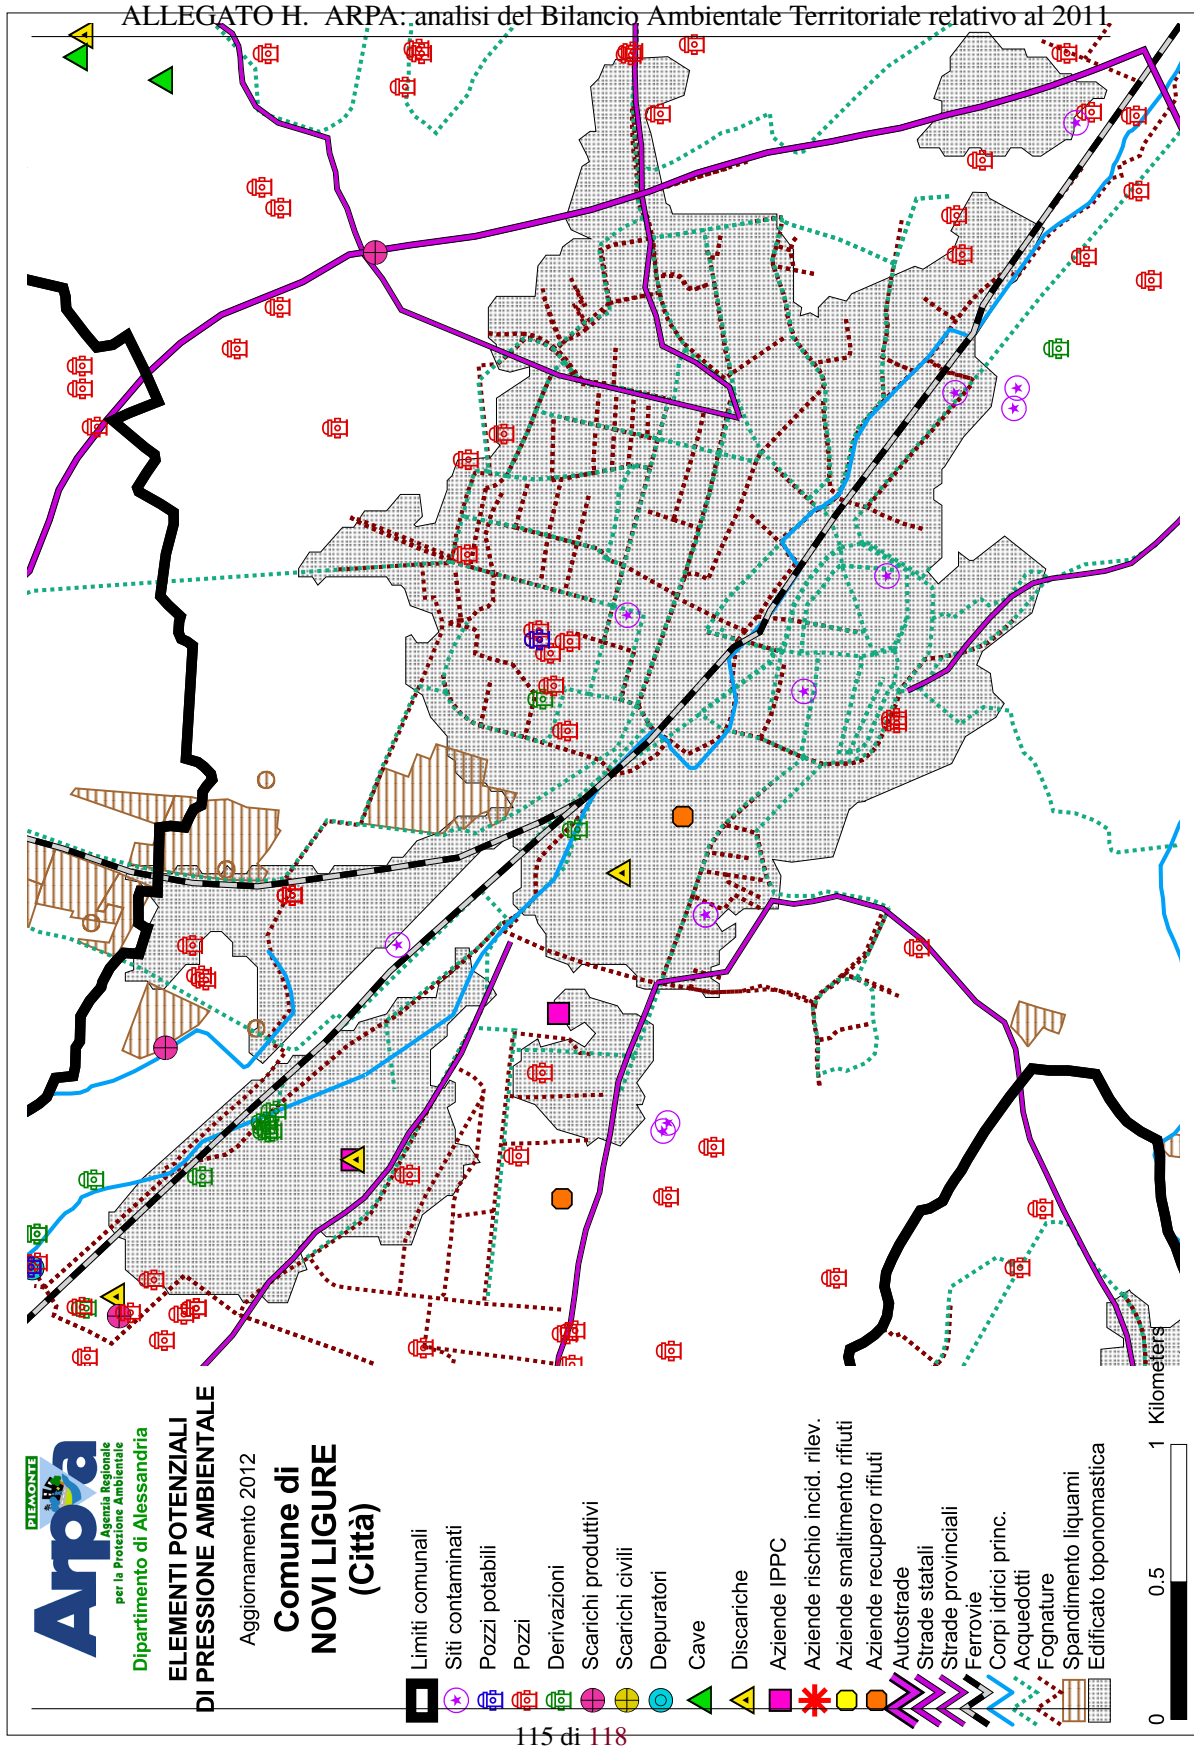 ALLEGATO H. ARPA: analisi del Bilancio Ambientale Territoriale relativo al 2011
PIEMONTE
Arpa
Agenzia Regionale
per la Protezione Ambientale
Dipartimento di Alessandria
ELEMENTI POTENZIALI
DI PRESSIONE AMBIENTALE
Aggiornamento 2012
Comune di
NOVI LIGURE
(Città)
Limiti comunali
Siti contaminati
Pozzi potabili
Pozzi
Derivazioni
Scarichi produttivi
Scarichi civili
Depuratori
Cave
Discariche
Aziende IPPC
Aziende rischio incid. rilev.
Aziende smaltimento rifiuti
Aziende recupero rifiuti
Autostrade
Strade statali
Strade provinciali
Ferrovie
Corpi idrici princ.
Acquedotti
Fognature
Spandimento liquami
Edificato toponomastica
0 0.5 1 Kilometers
115 di 118